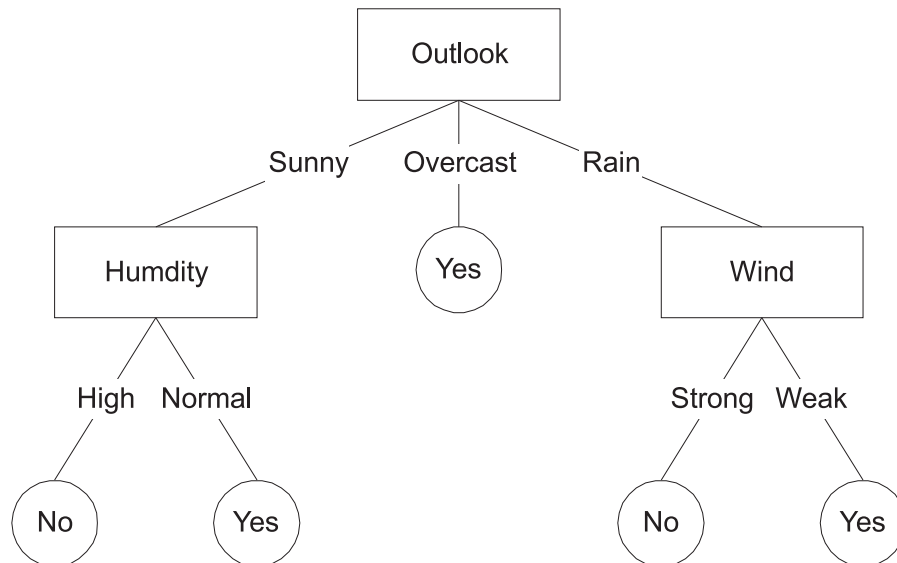 Outlook
Sunny Overcast Rain
Humdity Yes Wind
High Normal Strong Weak
No Yes No Yes